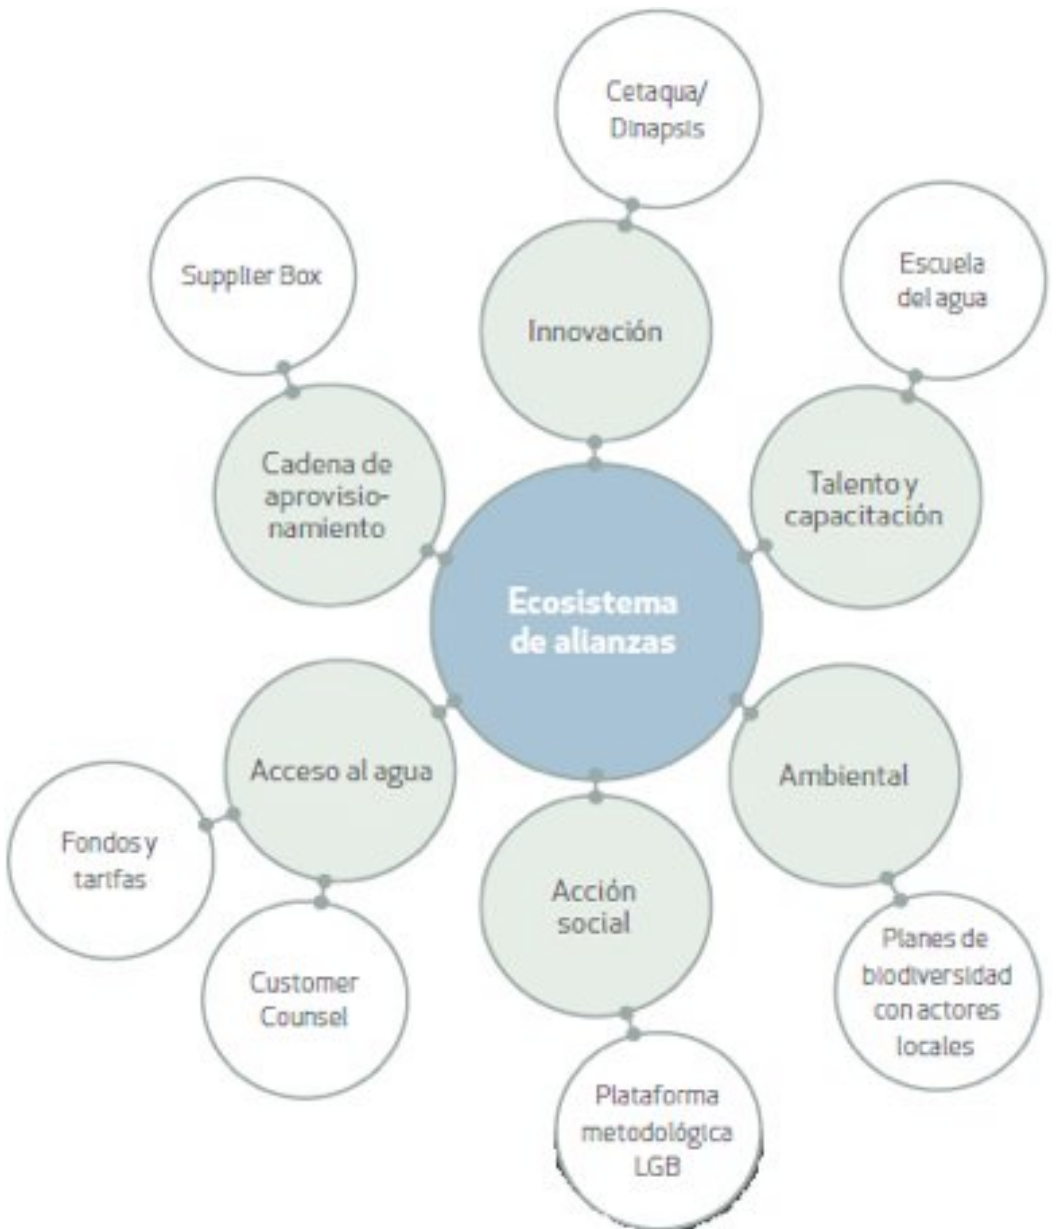 Cetaqua/
Dinapsis
Supplier Box
Escuela
del agua
Innovación
Cadena de
aprovisio-
namiento
Talento y
capacitación
Ecosistema
de alianzas
Acceso al agua
Ambiental
Fondos y
tarifas
Acción
social
Customer
Counsel
Planes de
biodiversidad
con actores
locales
Plataforma
metodológica
LGB